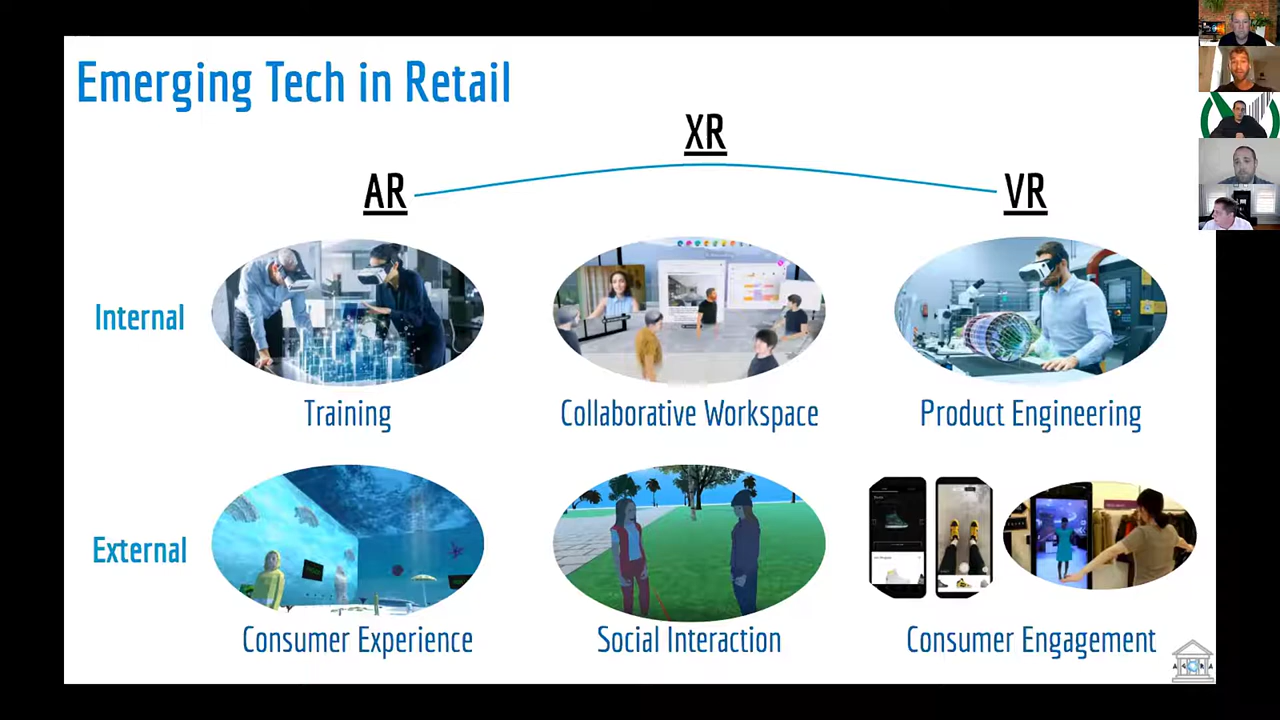 Emerging Tech in Retail
XR
AR
VR
Internal
Training
Collaborative Workspace
Product Engineering
External
Consumer Experience
Social Interaction
Consumer Engagement